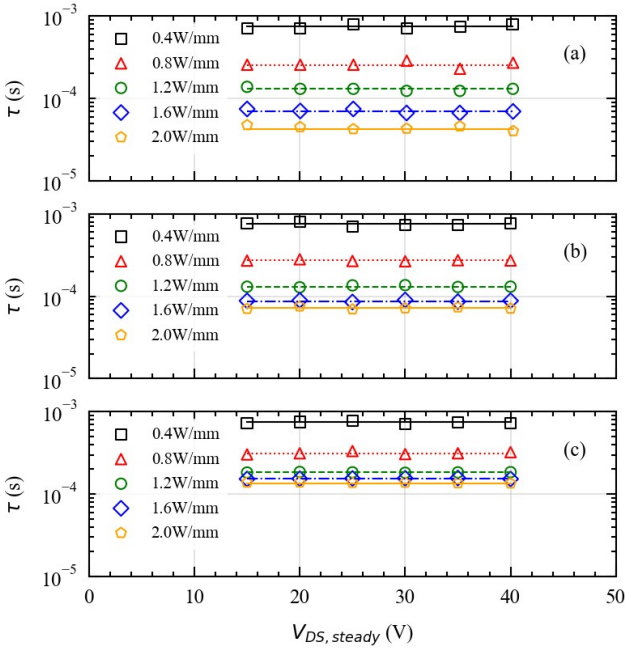 10⁻³
0.4W/mm
0.8W/mm
1.2W/mm
1.6W/mm
2.0W/mm
(a)
τ (s)
10⁻⁴
10⁻⁵
10⁻³
0.4W/mm
0.8W/mm
1.2W/mm
1.6W/mm
2.0W/mm
(b)
τ (s)
10⁻⁴
10⁻⁵
10⁻³
0.4W/mm
0.8W/mm
1.2W/mm
1.6W/mm
2.0W/mm
(c)
τ (s)
10⁻⁴
10⁻⁵
0 10 20 30 40 50
V_DS, steady (V)